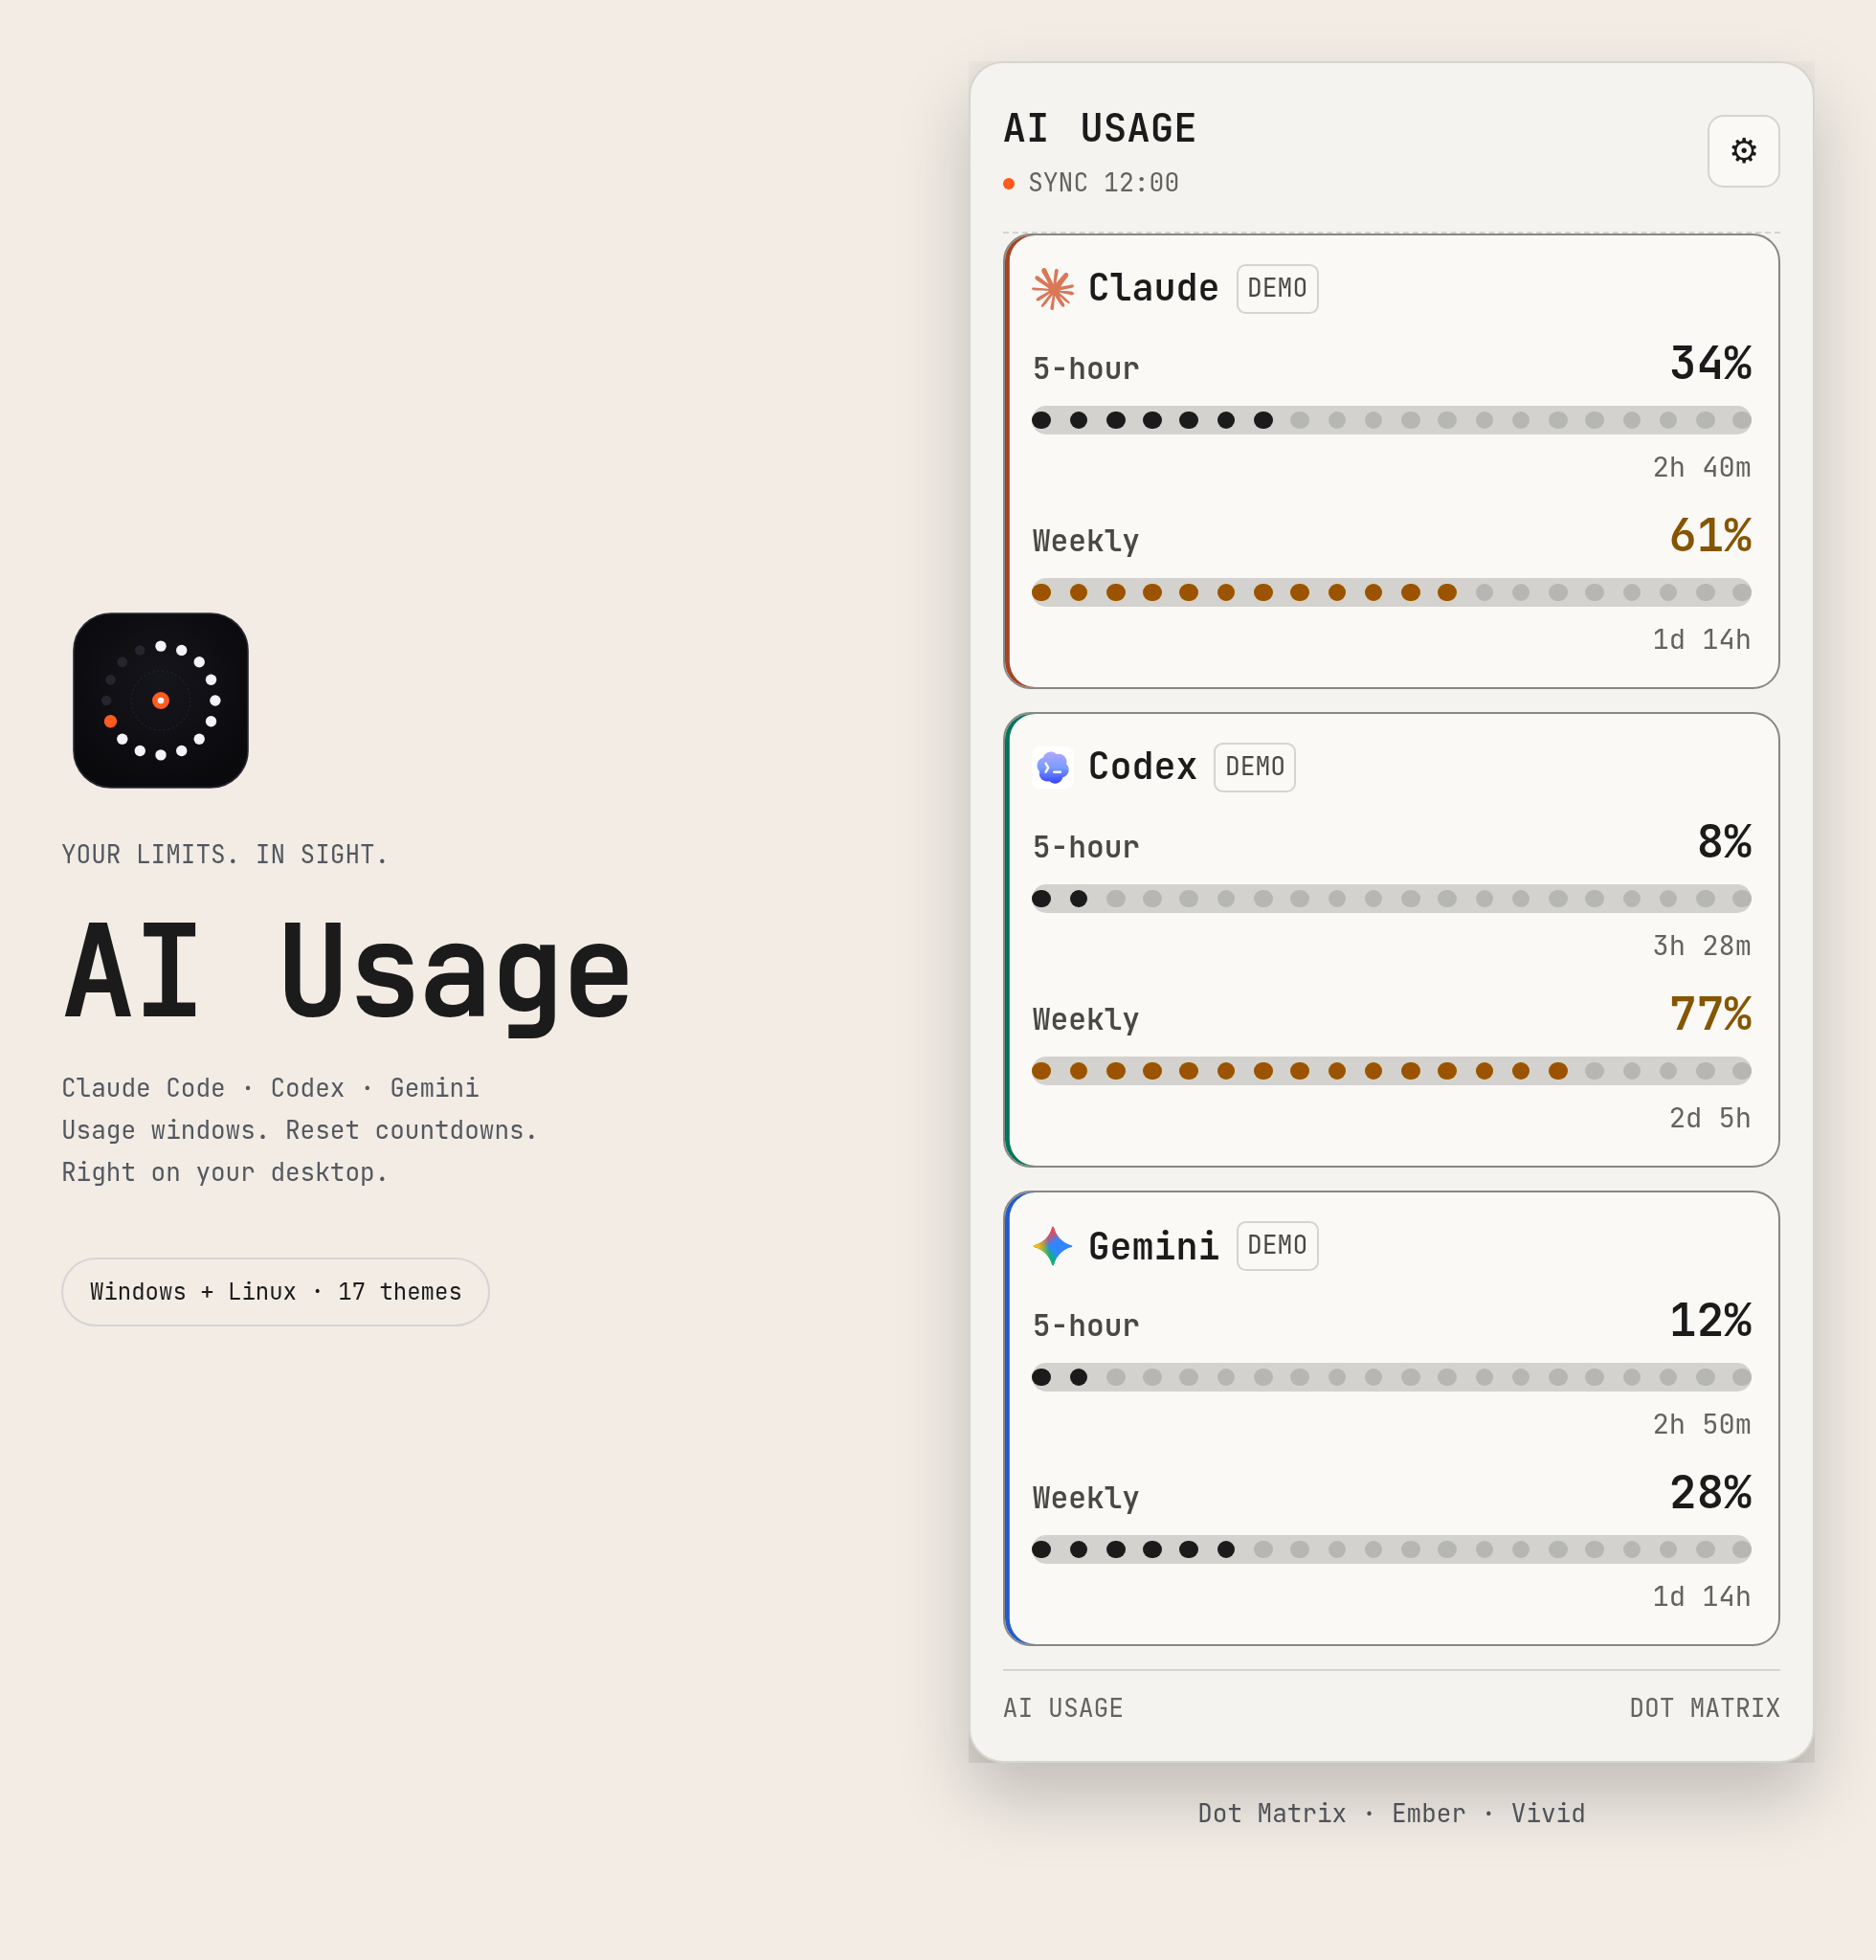 YOUR LIMITS. IN SIGHT.
AI Usage
Claude Code · Codex · Gemini
Usage windows. Reset countdowns.
Right on your desktop.
Windows + Linux · 17 themes
AI USAGE
SYNC 12:00
Claude DEMO
5-hour 34%
2h 40m
Weekly 61%
1d 14h
Codex DEMO
5-hour 8%
3h 28m
Weekly 77%
2d 5h
Gemini DEMO
5-hour 12%
2h 50m
Weekly 28%
1d 14h
AI USAGE DOT MATRIX
Dot Matrix · Ember · Vivid